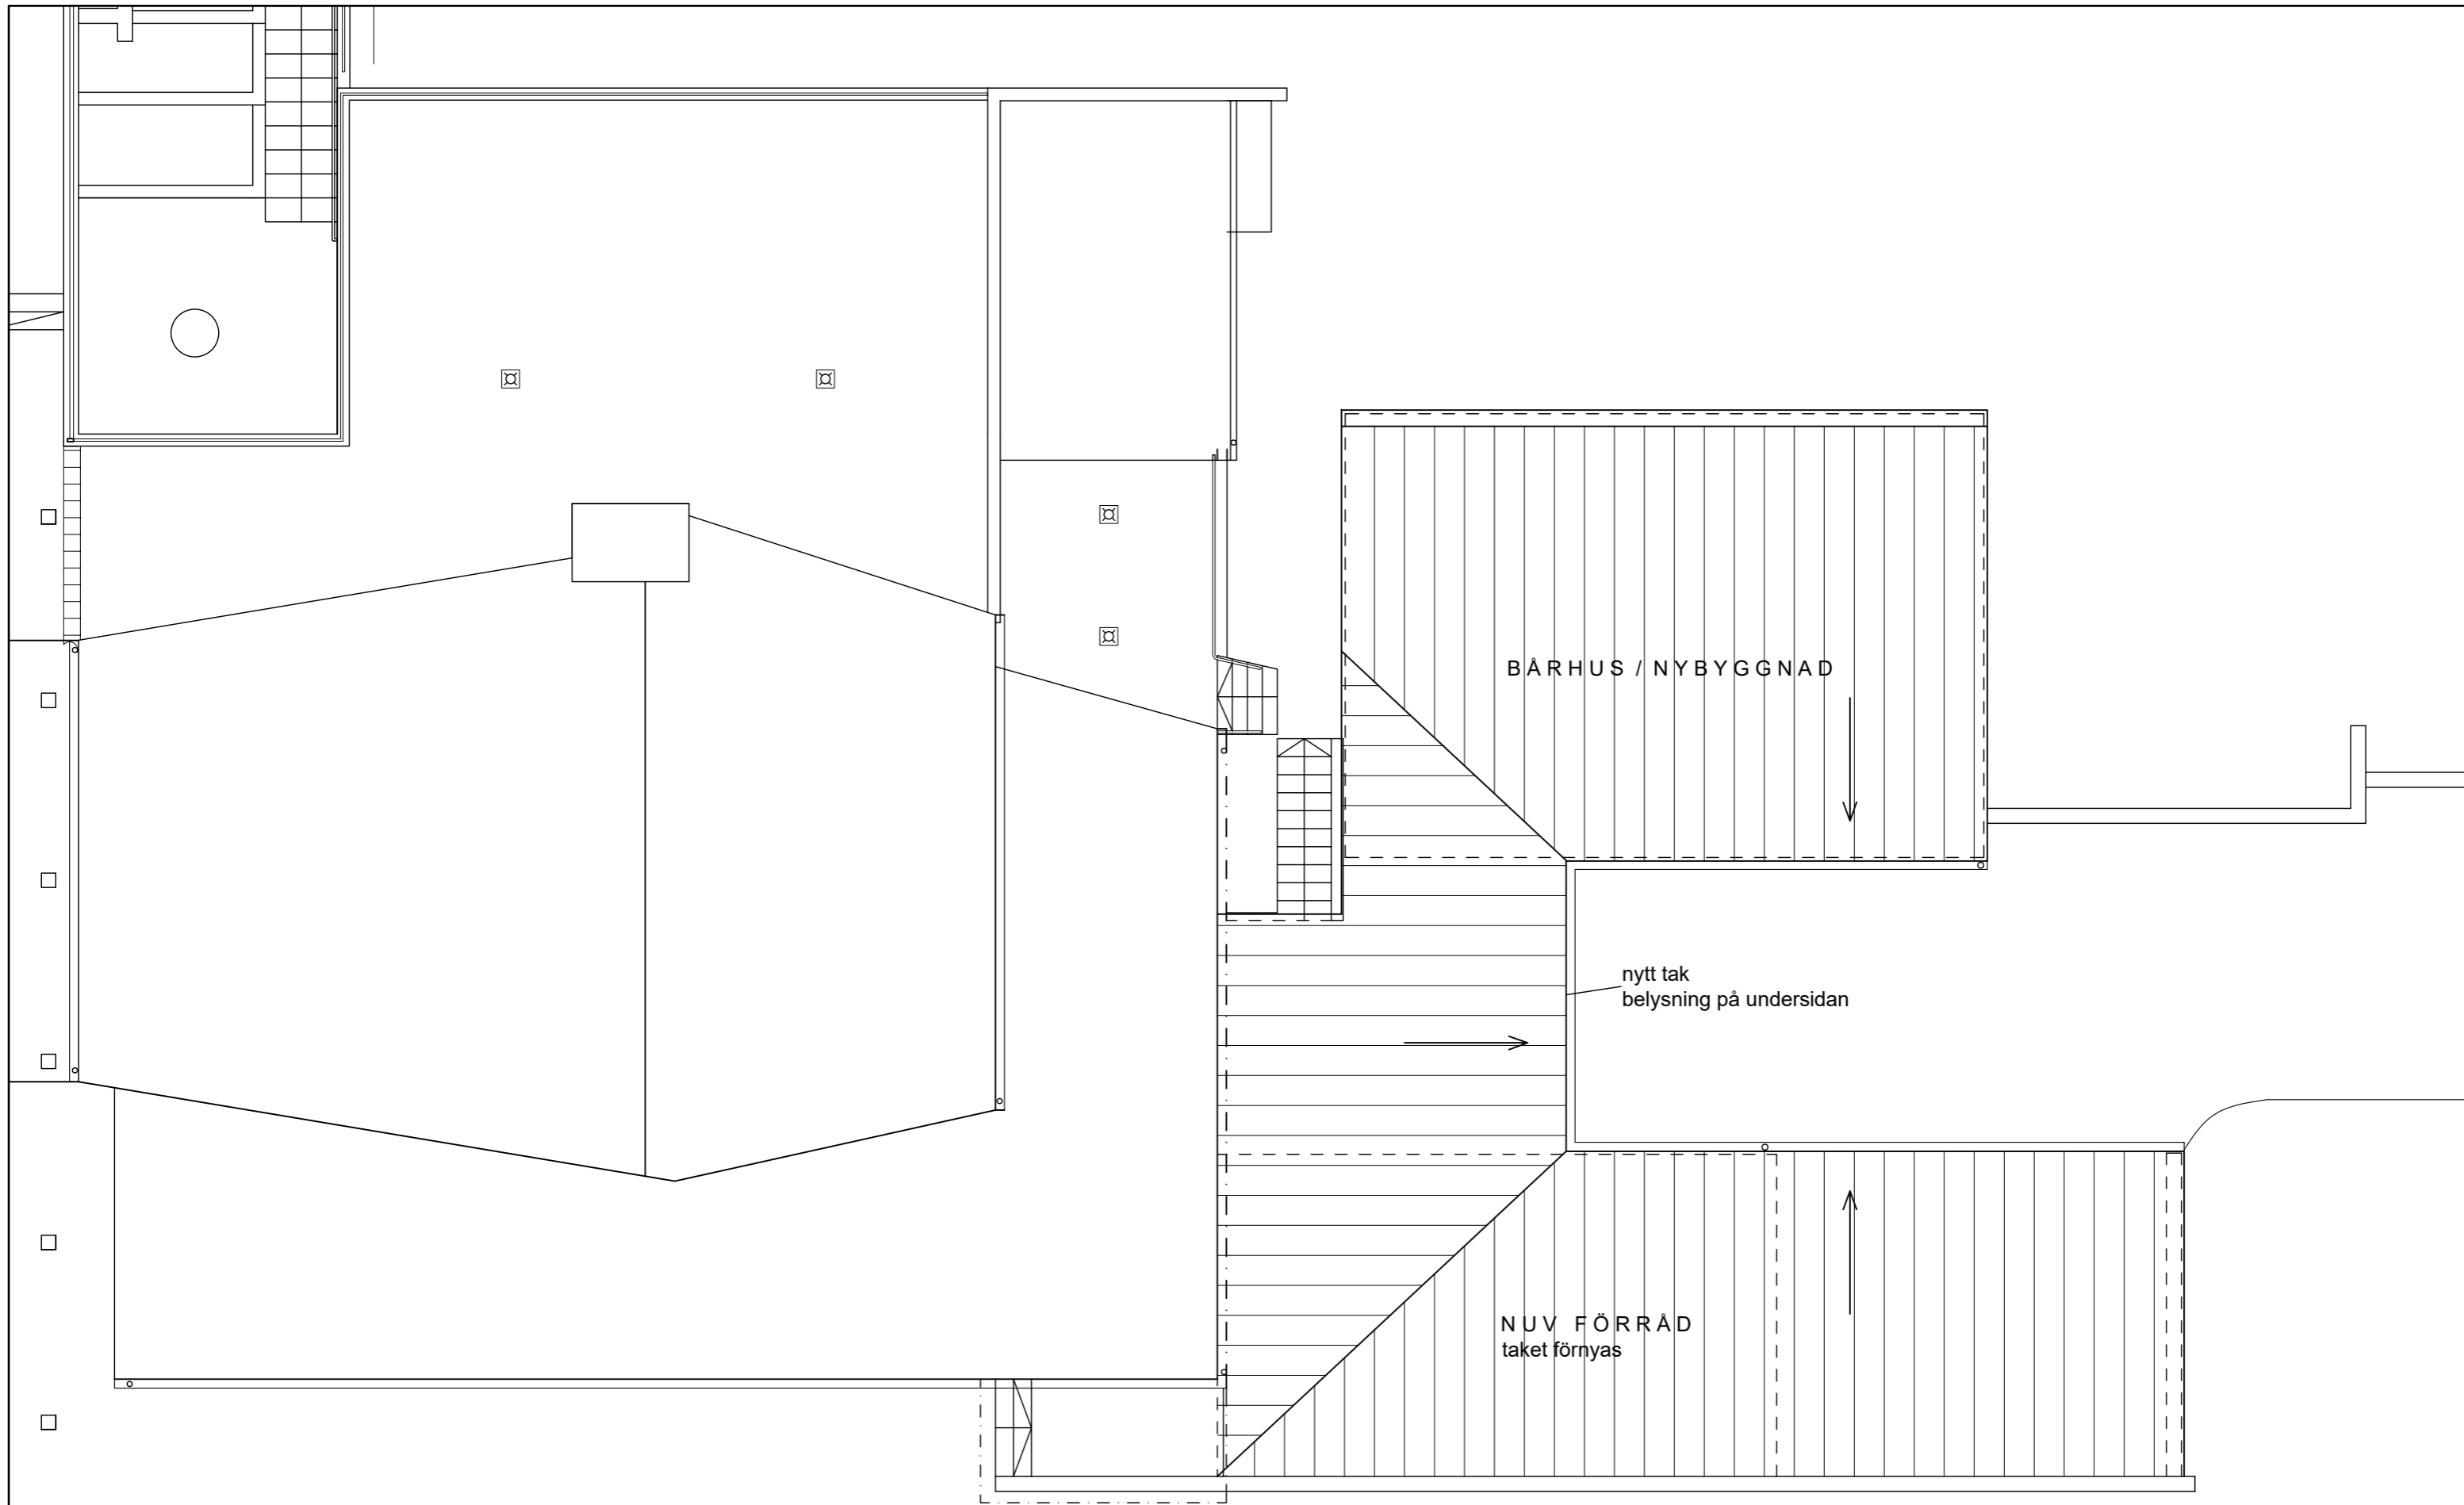 BÅRHUS / NYBYGGNAD
nytt tak
belysning på undersidan
NUV FÖRRÅD
taket förnyas